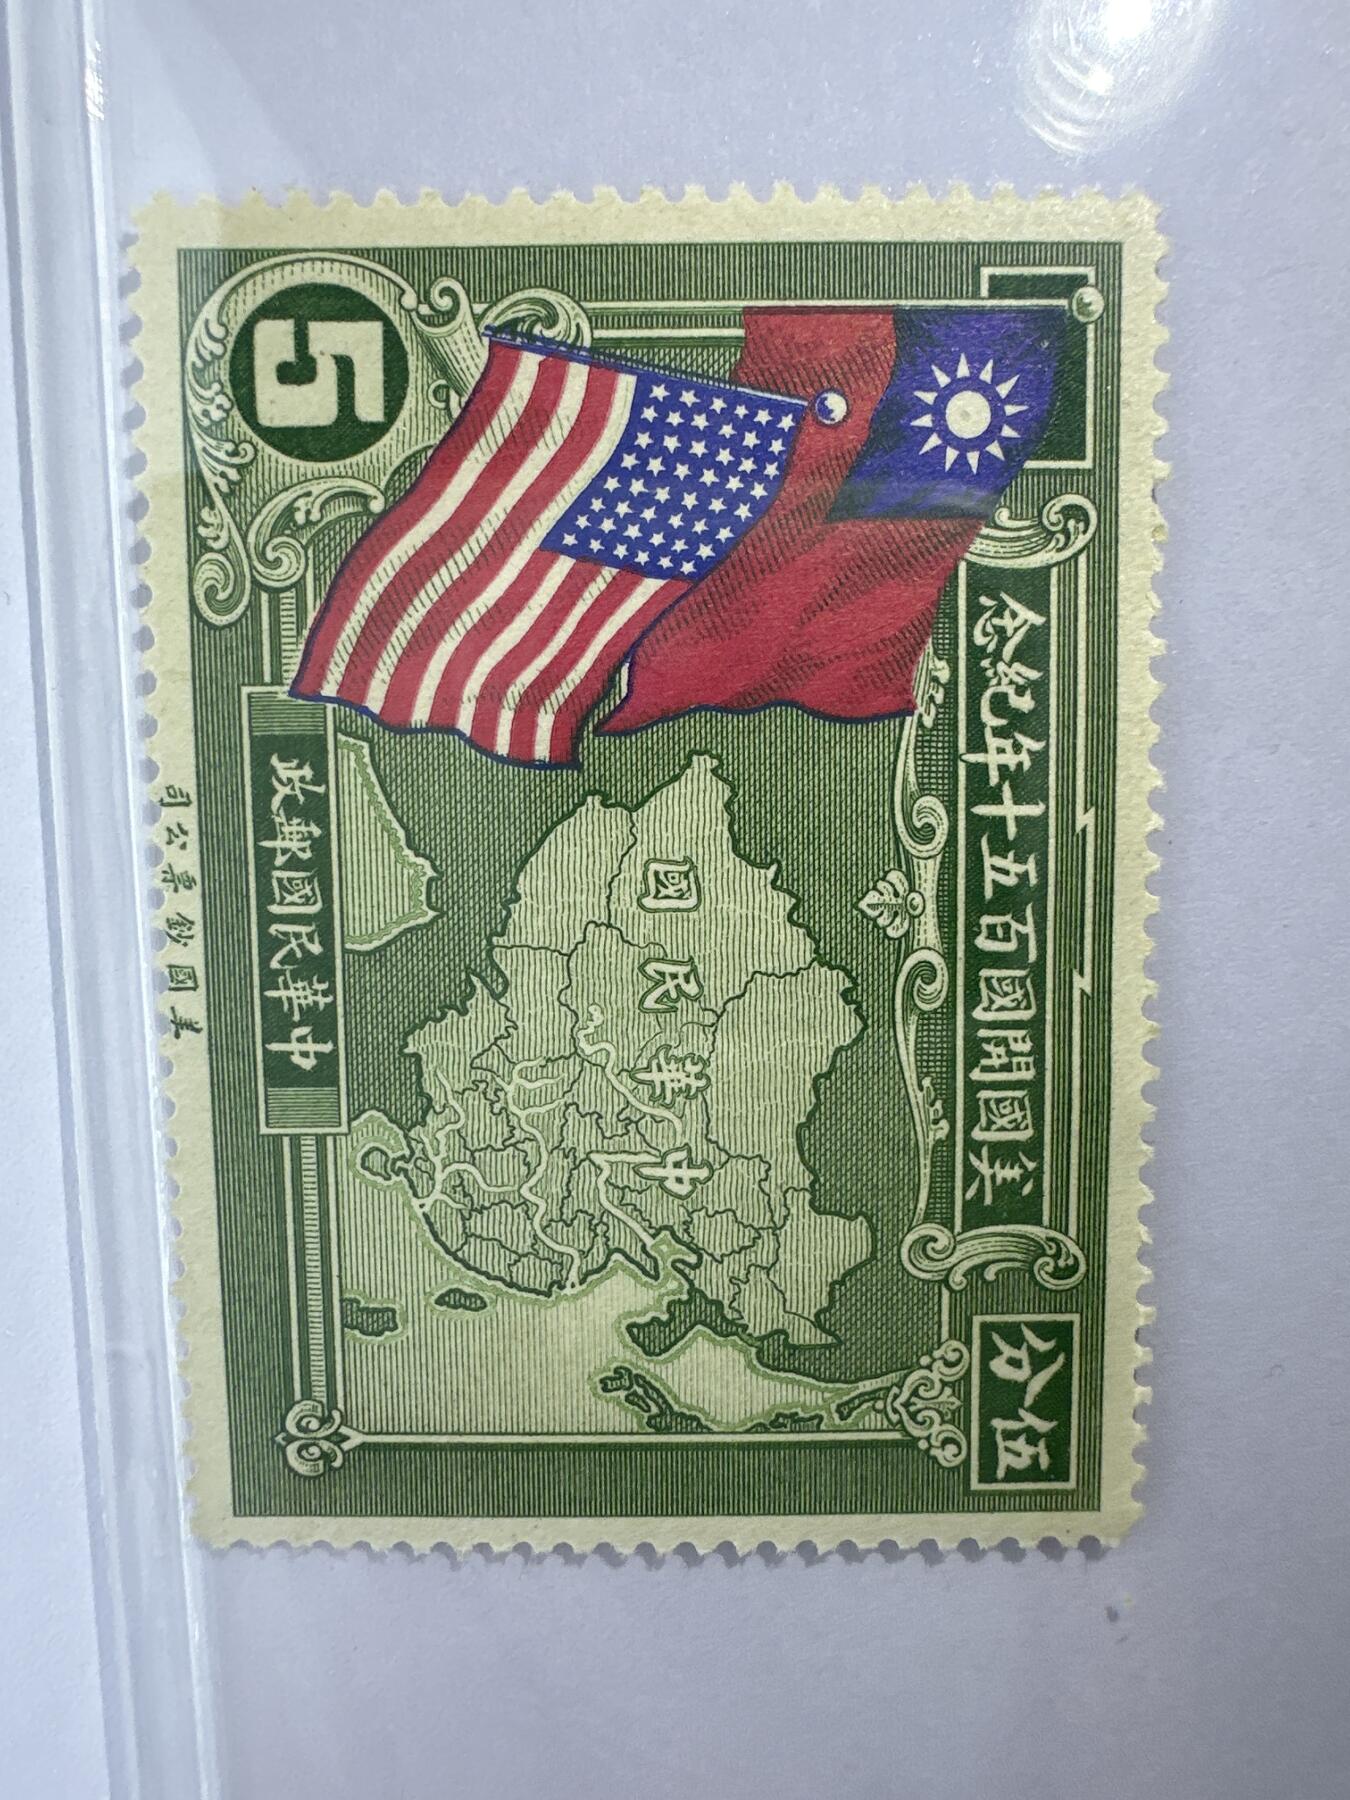 伍分
美國開國百五十年紀念
中華民國
中華民國郵政
5
美國鈔票公司